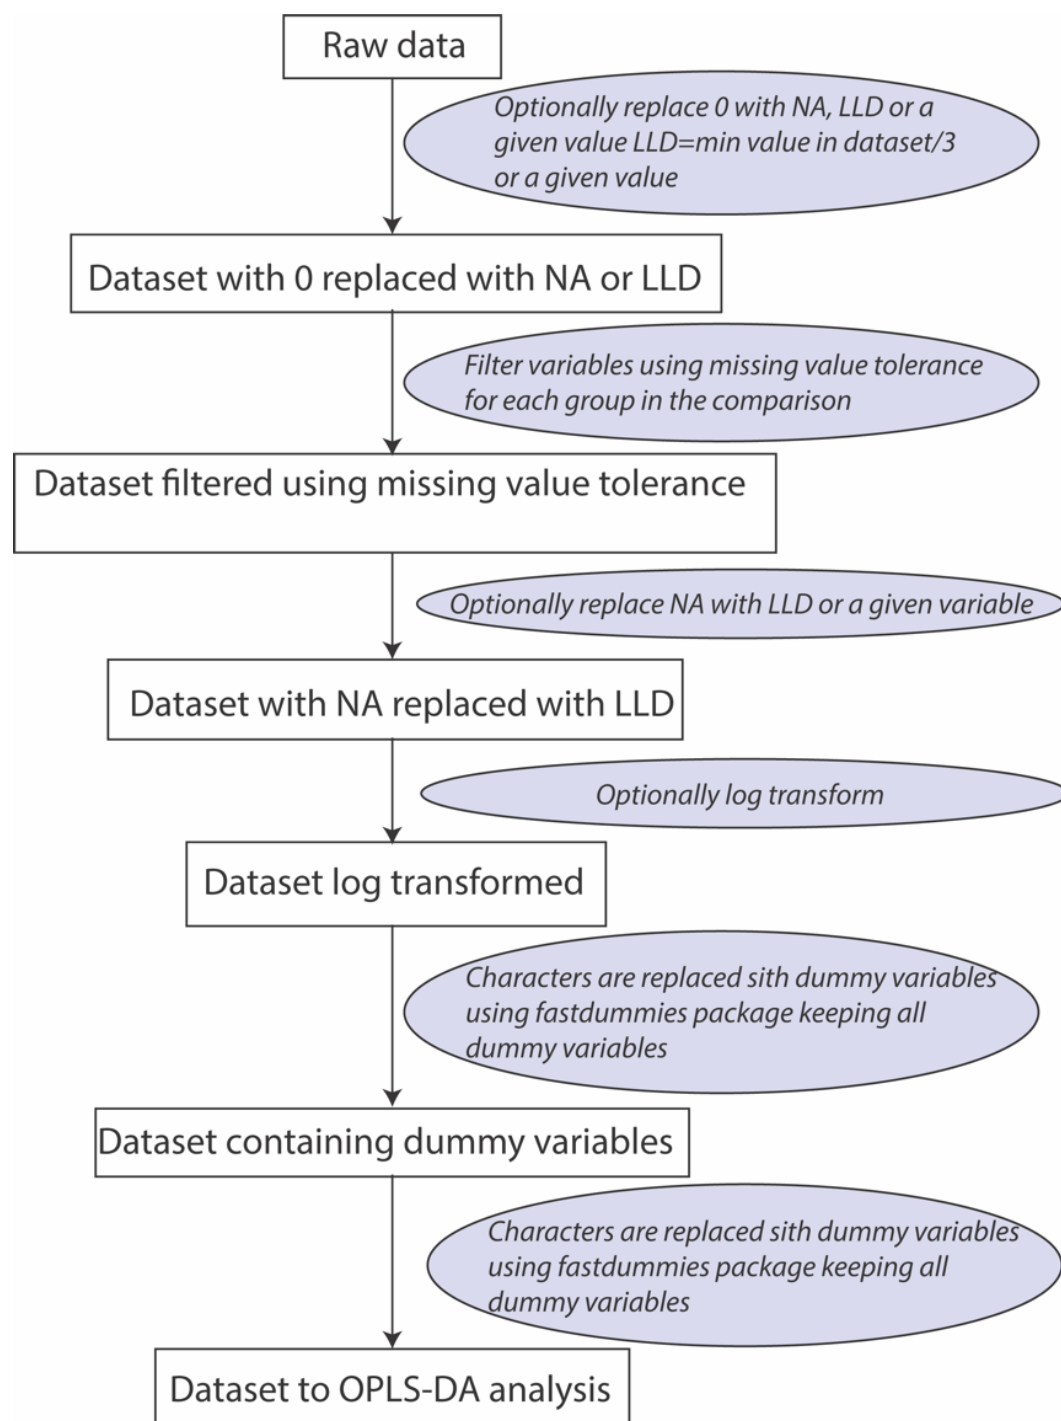 Raw data
Optionally replace 0 with NA, LLD or a
given value LLD=min value in dataset/3
or a given value
Dataset with 0 replaced with NA or LLD
Filter variables using missing value tolerance
for each group in the comparison
Dataset filtered using missing value tolerance
Optionally replace NA with LLD or a given variable
Dataset with NA replaced with LLD
Optionally log transform
Dataset log transformed
Characters are replaced sith dummy variables
using fastdummies package keeping all
dummy variables
Dataset containing dummy variables
Characters are replaced sith dummy variables
using fastdummies package keeping all
dummy variables
Dataset to OPLS-DA analysis